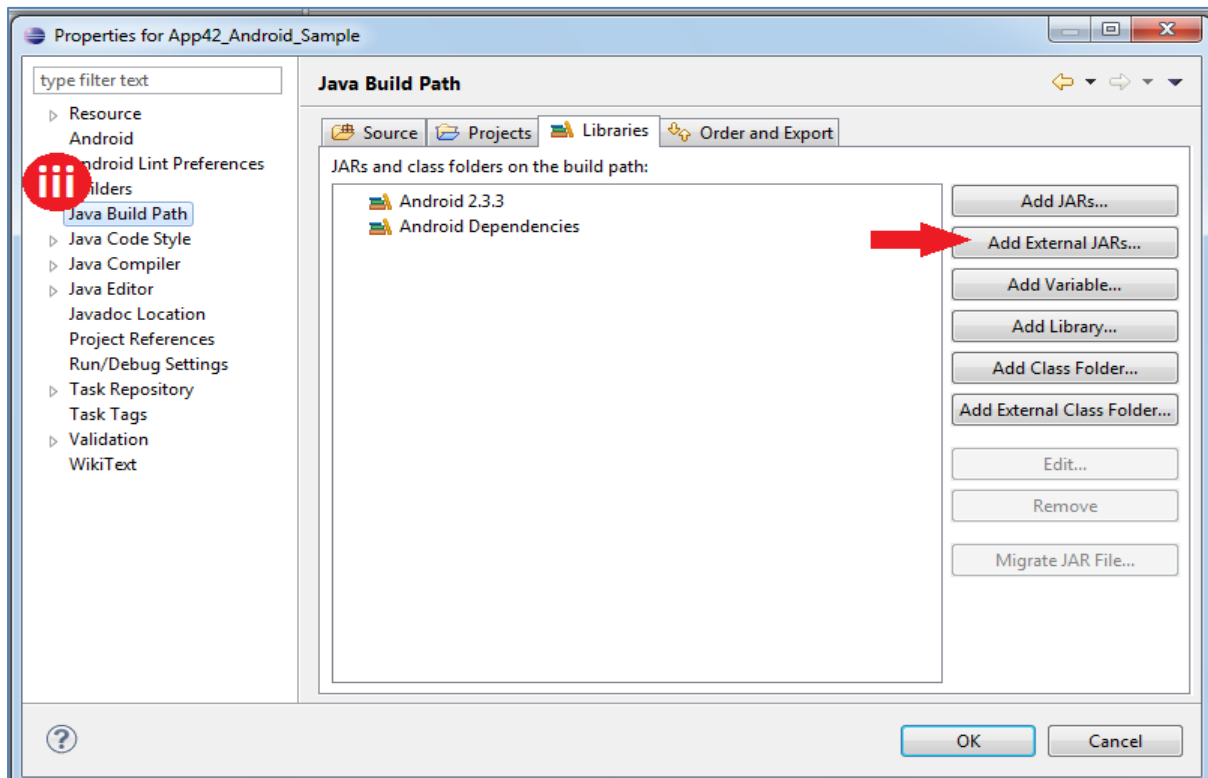 Properties for App42_Android_Sample
type filter text
Resource
Android
ndroid Lint Preferences
ilders
Java Build Path
Java Code Style
Java Compiler
Java Editor
Javadoc Location
Project References
Run/Debug Settings
Task Repository
Task Tags
Validation
WikiText
iii
Java Build Path
Source
Projects
Libraries
Order and Export
JARs and class folders on the build path:
Android 2.3.3
Android Dependencies
Add JARs...
Add External JARs...
Add Variable...
Add Library...
Add Class Folder...
Add External Class Folder...
Edit...
Remove
Migrate JAR File...
?
OK
Cancel